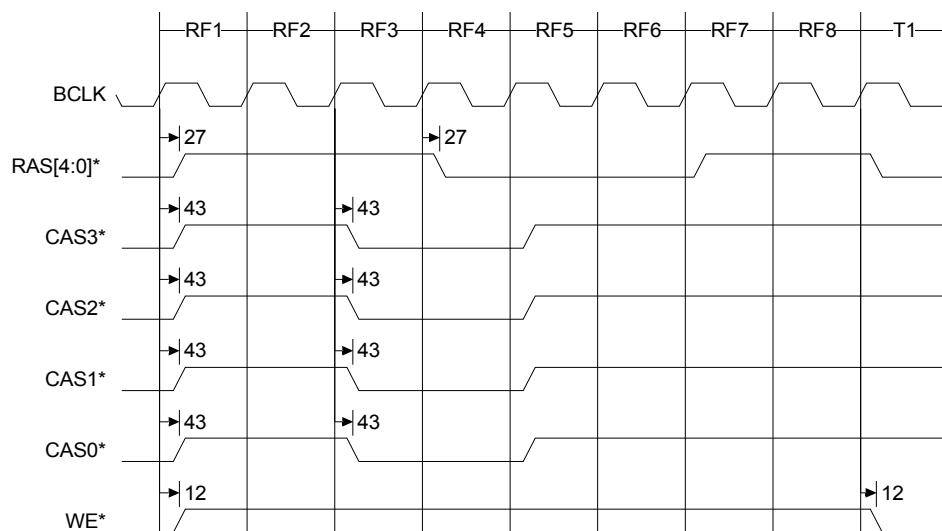 RF1 RF2 RF3 RF4 RF5 RF6 RF7 RF8 T1
BCLK
27 27
RAS[4:0]*
43 43
CAS3*
43 43
CAS2*
43 43
CAS1*
43 43
CAS0*
12 12
WE*